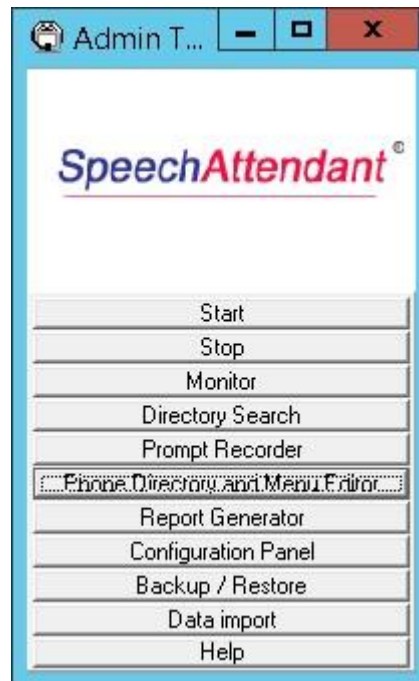 Admin T...
SpeechAttendant©
Start
Stop
Monitor
Directory Search
Prompt Recorder
Phone Directory and Menu Editor
Report Generator
Configuration Panel
Backup / Restore
Data import
Help